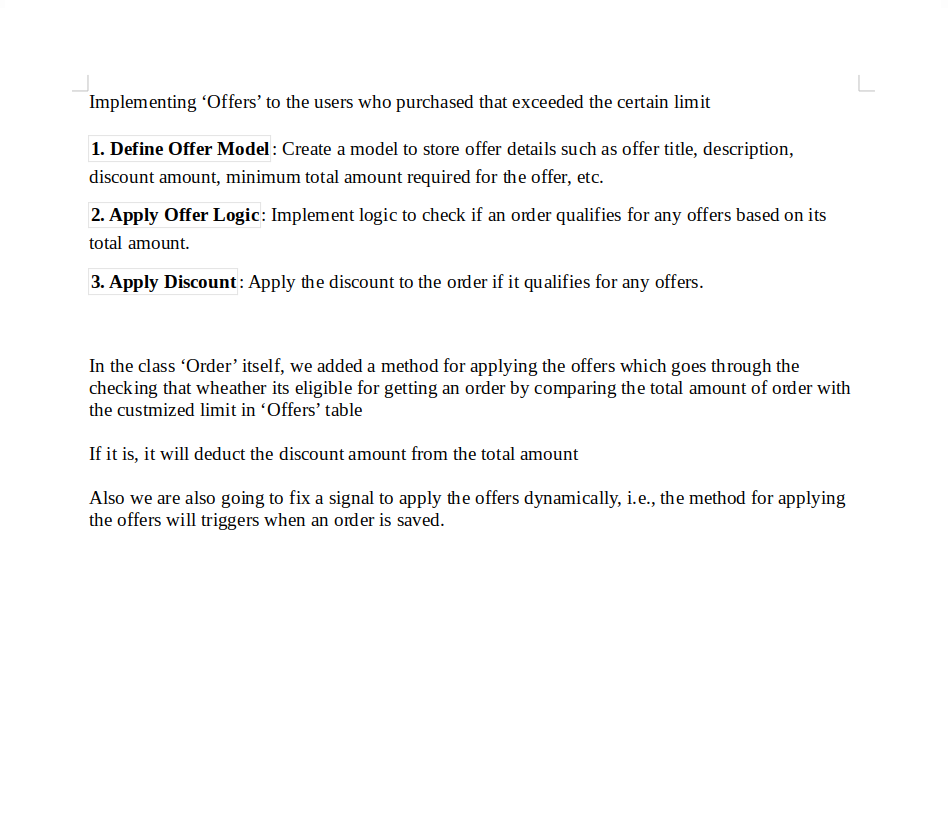 Implementing ‘Offers’ to the users who purchased that exceeded the certain limit
1. Define Offer Model: Create a model to store offer details such as offer title, description,
discount amount, minimum total amount required for the offer, etc.
2. Apply Offer Logic: Implement logic to check if an order qualifies for any offers based on its
total amount.
3. Apply Discount: Apply the discount to the order if it qualifies for any offers.
In the class ‘Order’ itself, we added a method for applying the offers which goes through the
checking that wheather its eligible for getting an order by comparing the total amount of order with
the custmized limit in ‘Offers’ table
If it is, it will deduct the discount amount from the total amount
Also we are also going to fix a signal to apply the offers dynamically, i.e., the method for applying
the offers will triggers when an order is saved.